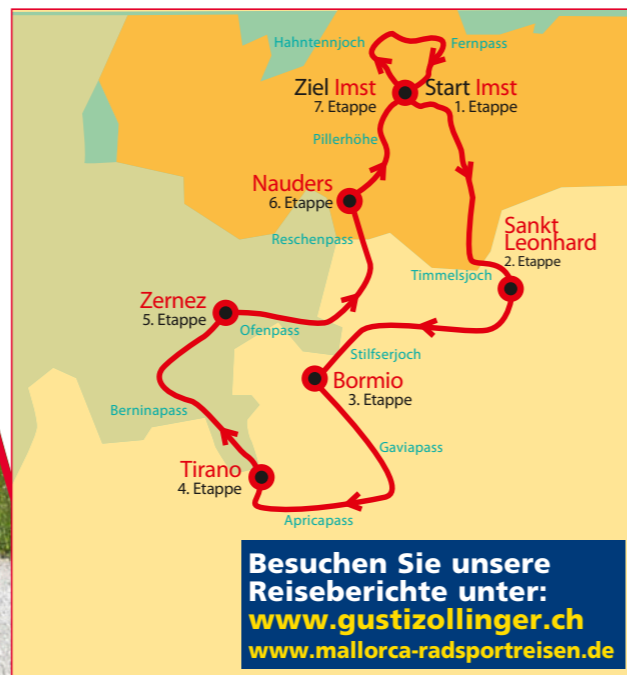 Hahntennjoch
Fernpass
Ziel Imst
7. Etappe
Start Imst
1. Etappe
Pillerhöhe
Nauders
6. Etappe
Reschenpass
Sankt
Leonhard
2. Etappe
Timmelsjoch
Zernez
5. Etappe
Ofenpass
Stilfserjoch
Bormio
3. Etappe
Berninapass
Gaviapass
Tirano
4. Etappe
Apricapass
Besuchen Sie unsere
Reiseberichte unter:
www.gustizollinger.ch
www.mallorca-radsportreisen.de